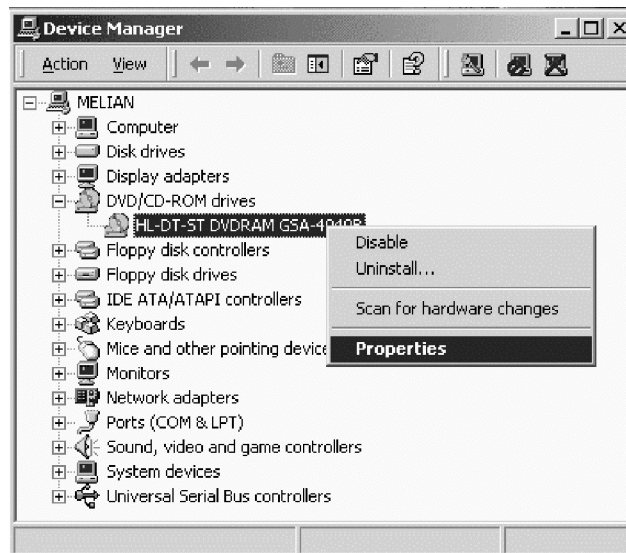 Device Manager
Action View
MELIAN
Computer
Disk drives
Display adapters
DVD/CD-ROM drives
HL-DT-ST DVDRAM GSA-4040B
Disable
Floppy disk controllers
Uninstall...
Floppy disk drives
IDE ATA/ATAPI controllers
Scan for hardware changes
Keyboards
Mice and other pointing device
Properties
Monitors
Network adapters
Ports (COM & LPT)
Sound, video and game controllers
System devices
Universal Serial Bus controllers